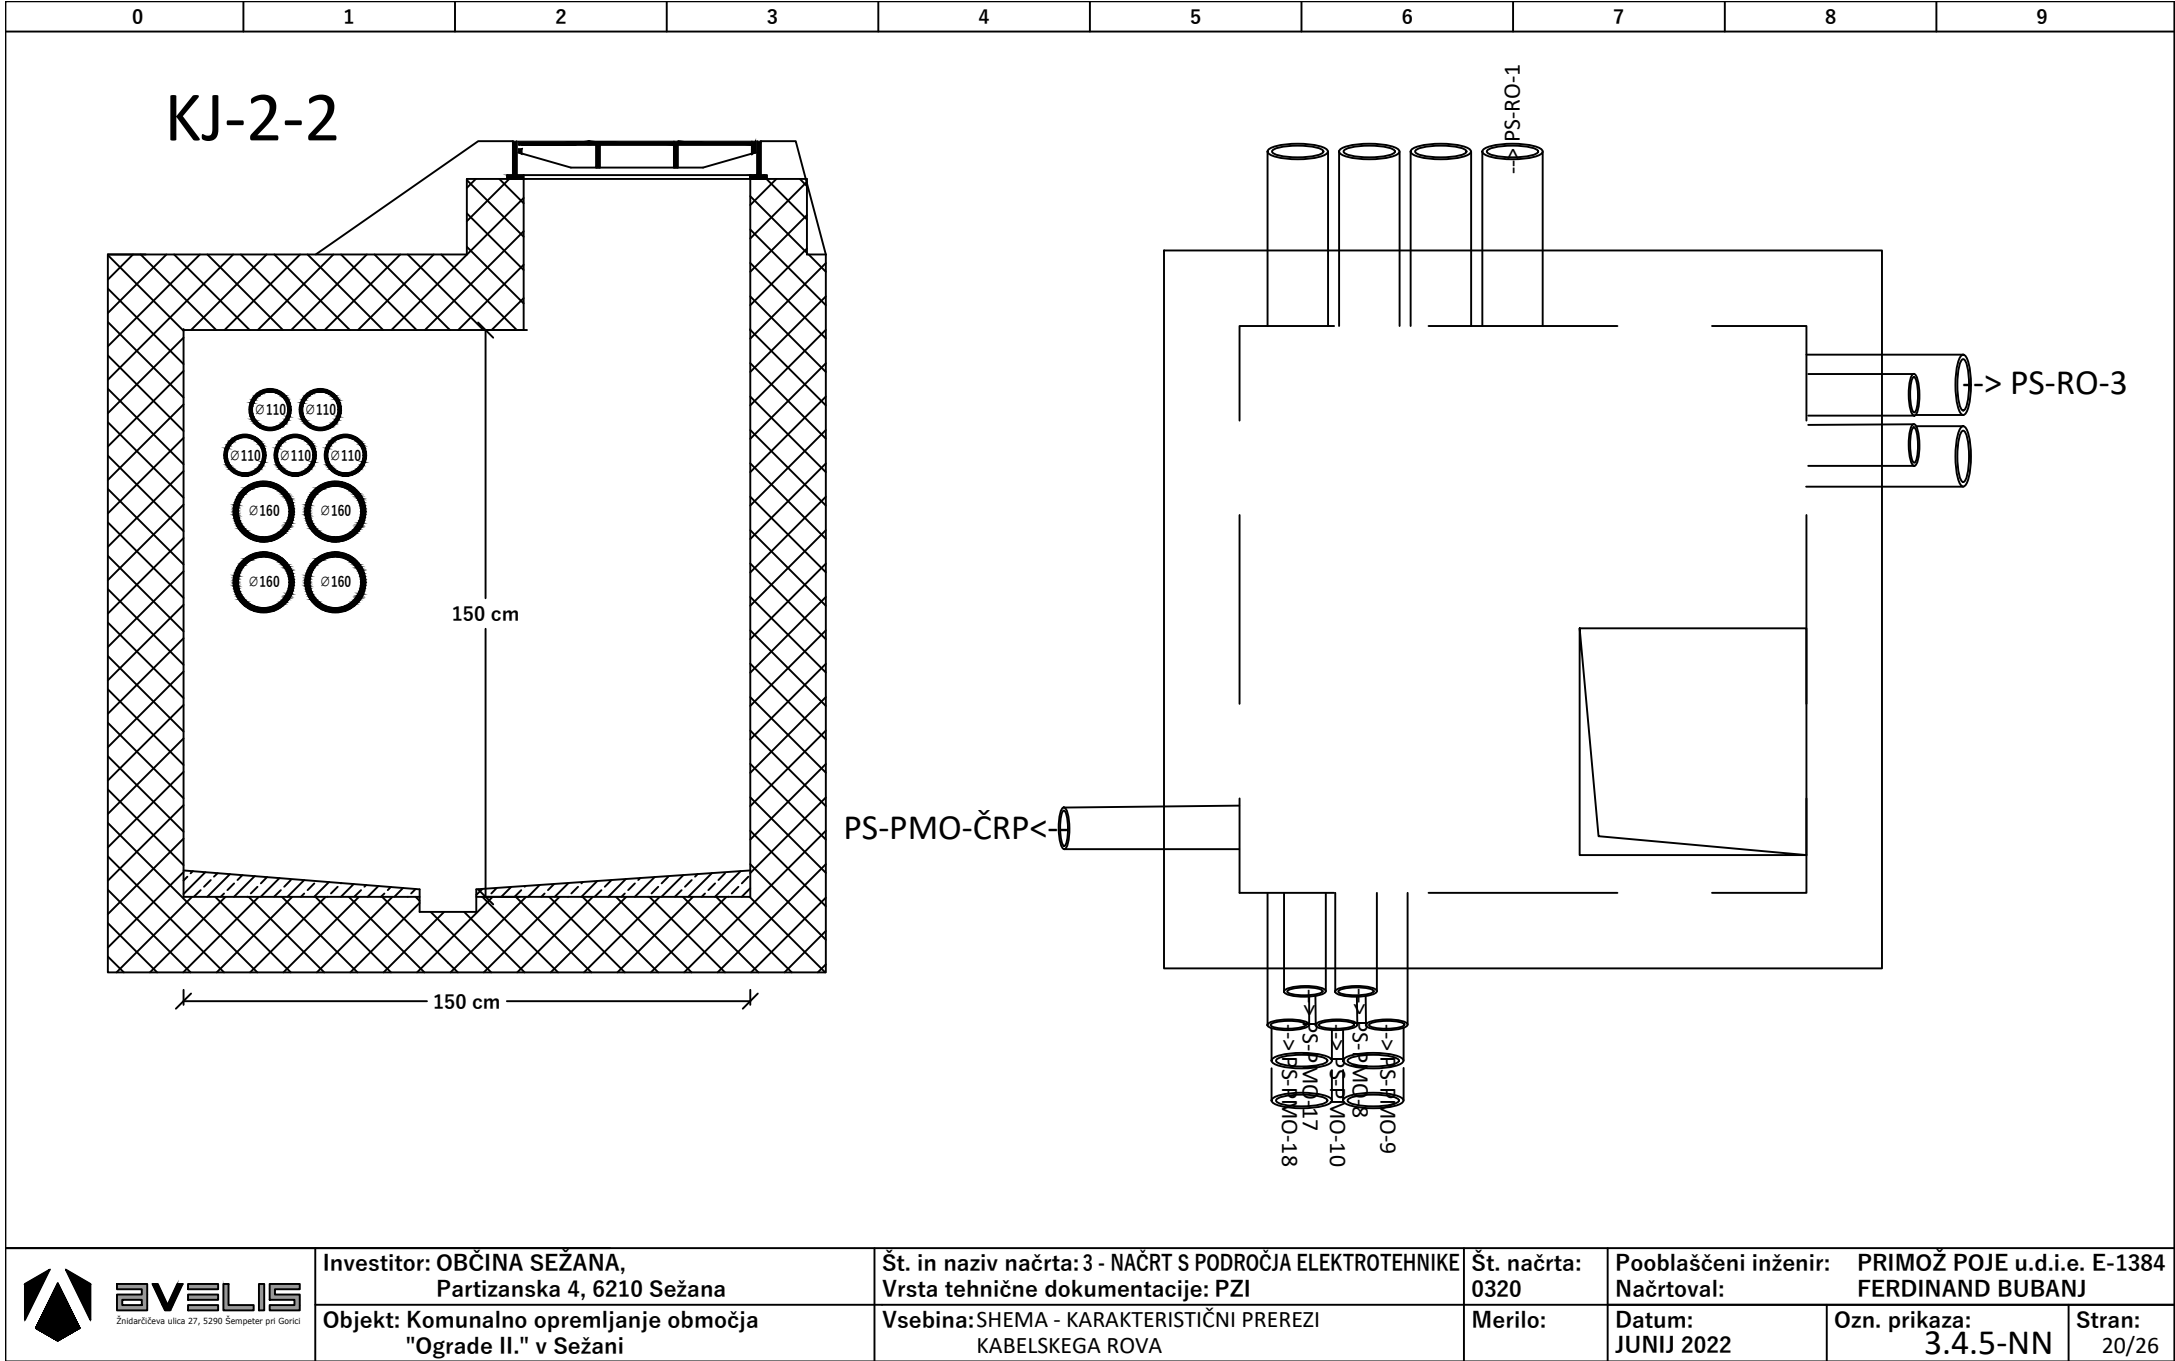 0 1 2 3 4 5 6 7 8 9
KJ-2-2
--> PS-RO-1
Ø110 Ø110
Ø110 Ø110 Ø110
Ø160 Ø160
Ø160 Ø160
150 cm
150 cm
--> PS-RO-3
PS-PMO-ČRP<--
--> PS-PMO-18
--> PS-PMO-17
--> PS-PMO-10
--> PS-PMO-8
--> PS-PMO-9
AVELIS
Žnidarčičeva ulica 27, 5290 Šempeter pri Gorici
Investitor: OBČINA SEŽANA,
Partizanska 4, 6210 Sežana
Objekt: Komunalno opremljanje območja
"Ograde II." v Sežani
Št. in naziv načrta: 3 - NAČRT S PODROČJA ELEKTROTEHNIKE
Vrsta tehnične dokumentacije: PZI
Vsebina: SHEMA - KARAKTERISTIČNI PREREZI
KABELSKEGA ROVA
Št. načrta:
0320
Merilo:
Pooblaščeni inženir: PRIMOŽ POJE u.d.i.e. E-1384
Načrtoval: FERDINAND BUBANJ
Datum:
JUNIJ 2022
Ozn. prikaza:
3.4.5-NN
Stran:
20/26